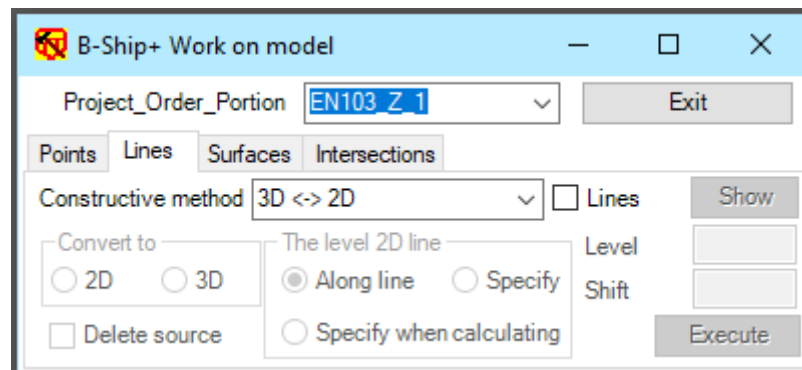 B-Ship+ Work on model
Project_Order_Portion EN103_Z_1 Exit
Points Lines Surfaces Intersections
Constructive method 3D <-> 2D Lines Show
Convert to The level 2D line Level
2D 3D Along line Specify Shift
Delete source Specify when calculating Execute